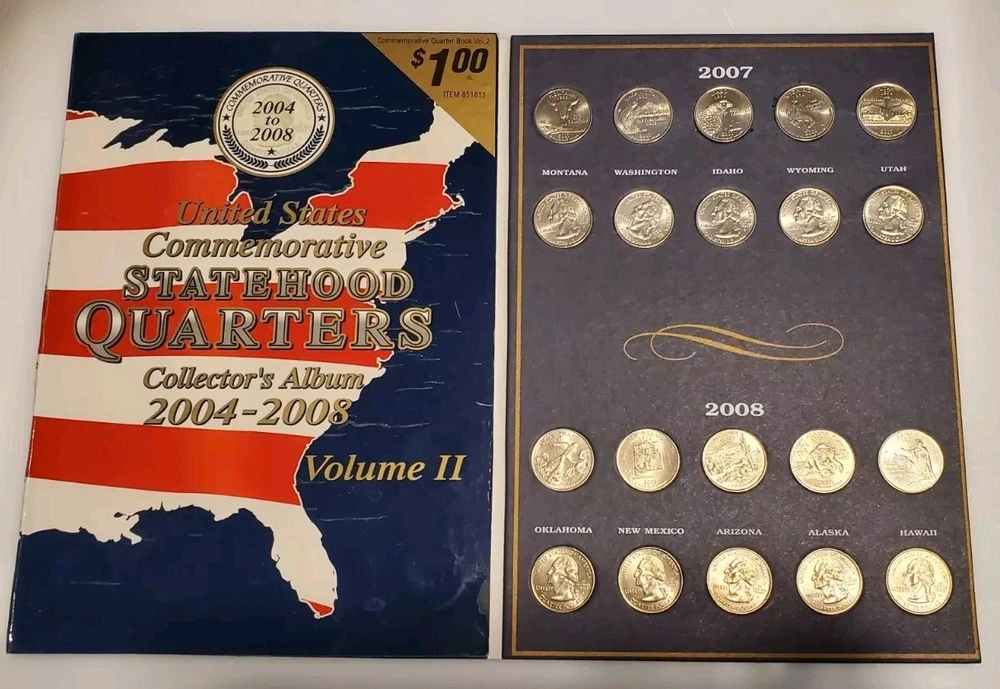 Commemorative Quarter Book Vol.2
$1.00
ITEM 851811
COMMEMORATIVE QUARTERS
2004
to
2008
United States
Commemorative
STATEHOOD
QUARTERS
Collector's Album
2004-2008
Volume II
2007
MONTANA WASHINGTON IDAHO WYOMING UTAH
2008
OKLAHOMA NEW MEXICO ARIZONA ALASKA HAWAII